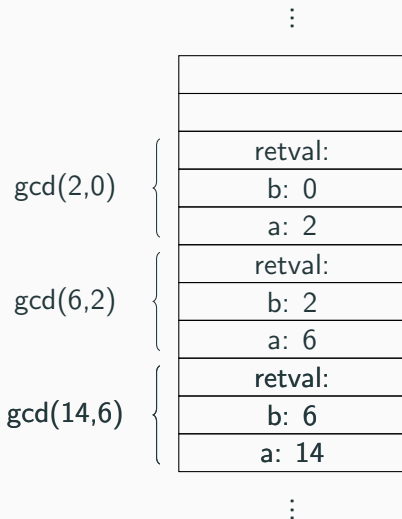 ⋮
retval:
gcd(2,0)
b: 0
a: 2
retval:
gcd(6,2)
b: 2
a: 6
retval:
gcd(14,6)
b: 6
a: 14
⋮